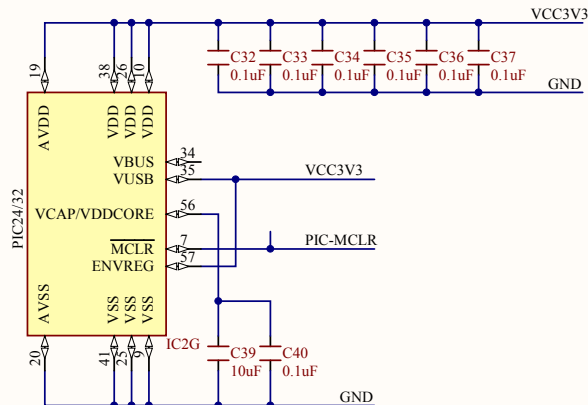 VCC3V3
19
38
26
10
C32
C33
C34
C35
C36
C37
0.1uF
0.1uF
0.1uF
0.1uF
0.1uF
0.1uF
GND
AVDD
VDD
VDD
VDD
VBUS
34
VUSB
35
VCC3V3
PIC24/32
VCAP/VDDCORE
56
MCLR
7
PIC-MCLR
ENVREG
57
AVSS
VSS
VSS
VSS
IC2G
20
41
25
9
C39
C40
10uF
0.1uF
GND